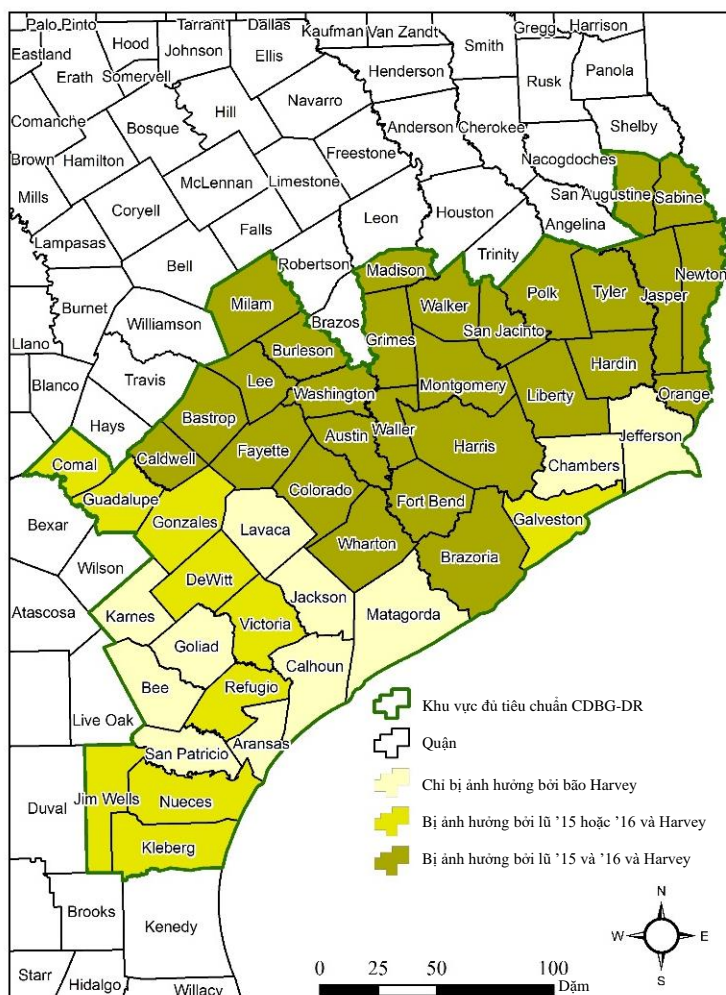 Palo Pinto
Tarrant
Dallas
Kaufman
Van Zandt
Gregg
Harrison
Eastland
Hood
Johnson
Ellis
Smith
Erath
Somervell
Henderson
Rusk
Panola
Comanche
Bosque
Hill
Navarro
Anderson
Cherokee
Shelby
Brown
Hamilton
Freestone
Nacogdoches
Mills
McLennan
Limestone
San Augustine
Sabine
Coryell
Leon
Houston
Angelina
Lampasas
Falls
Trinity
Bell
Robertson
Madison
Newton
Burnet
Milam
Walker
Polk
Tyler
Jasper
Llano
Williamson
Brazos
Grimes
San Jacinto
Burleson
Blanco
Travis
Lee
Washington
Montgomery
Liberty
Hardin
Orange
Hays
Bastrop
Austin
Waller
Harris
Jefferson
Comal
Caldwell
Fayette
Chambers
Guadalupe
Colorado
Fort Bend
Bexar
Gonzales
Lavaca
Galveston
Wilson
Wharton
Brazoria
DeWitt
Atascosa
Karnes
Jackson
Matagorda
Victoria
Goliad
Calhoun
Bee
Refugio
Live Oak
Aransas
San Patricio
Duval
Jim Wells
Nueces
Kleberg
Brooks
Kenedy
Starr
Hidalgo
Willacy
Khu vực đủ tiêu chuẩn CDBG-DR
Quận
Chỉ bị ảnh hưởng bởi bão Harvey
Bị ảnh hưởng bởi lũ ’15 hoặc ’16 và Harvey
Bị ảnh hưởng bởi lũ ’15 và ’16 và Harvey
N
W E
S
0 25 50 100
Dặm